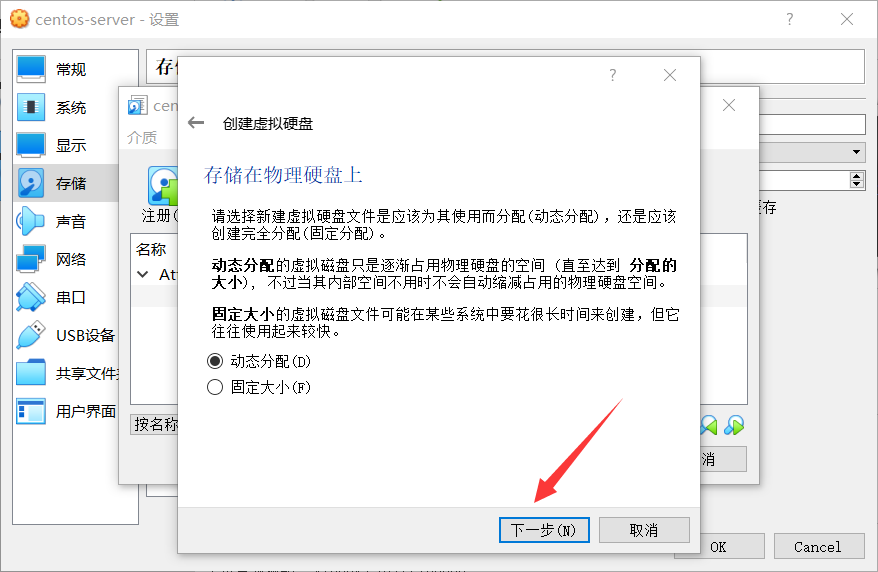 centos-server - 设置
常规
系统
显示
存储
声音
网络
串口
USB设备
共享文件
用户界面
cen
介质
注册(
名称
按名称
创建虚拟硬盘
存储在物理硬盘上
请选择新建虚拟硬盘文件是应该为其使用而分配(动态分配)，还是应该
创建完全分配(固定分配)。
动态分配的虚拟磁盘只是逐渐占用物理硬盘的空间 (直至达到 分配的
大小)，不过当其内部空间不用时不会自动缩减占用的物理硬盘空间。
固定大小的虚拟磁盘文件可能在某些系统中要花很长时间来创建，但它
往往使用起来较快。
动态分配(D)
固定大小(F)
下一步(N)
取消
消
存
OK
Cancel